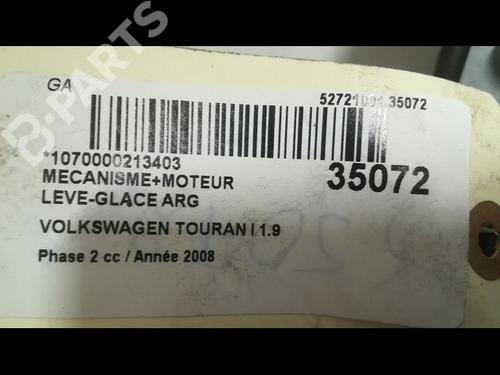 B-PARTS
GA
52721091 35072
*1070000213403
MECANISME+MOTEUR
35072
LEVE-GLACE ARG
VOLKSWAGEN TOURAN I 1.9
Phase 2 cc / Année 2008